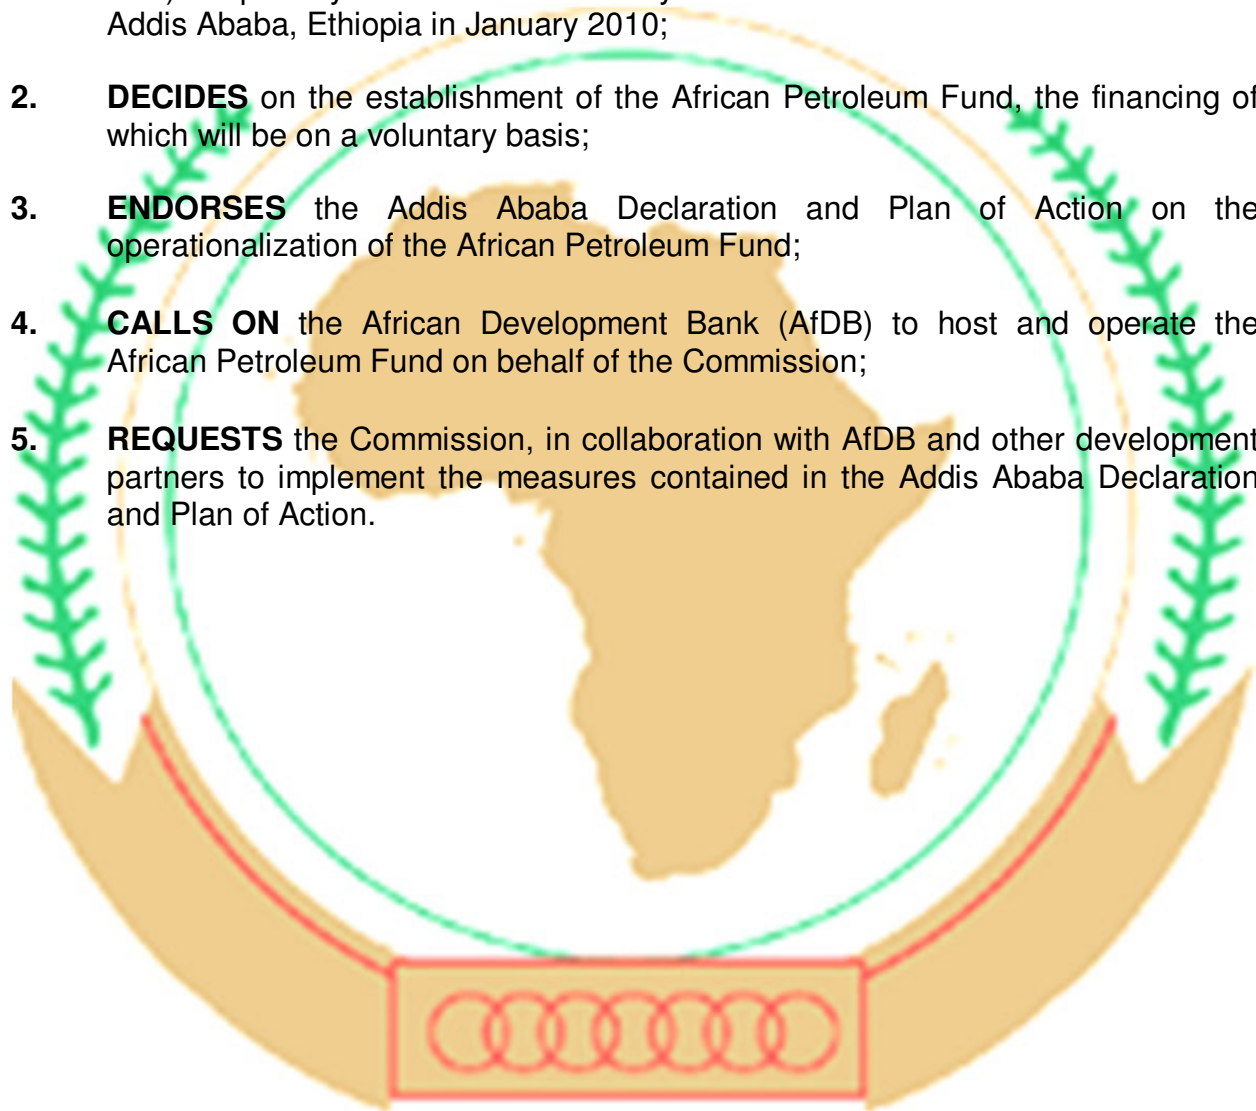 Addis Ababa, Ethiopia in January 2010;
2. DECIDES on the establishment of the African Petroleum Fund, the financing of
which will be on a voluntary basis;
3. ENDORSES the Addis Ababa Declaration and Plan of Action on the
operationalization of the African Petroleum Fund;
4. CALLS ON the African Development Bank (AfDB) to host and operate the
African Petroleum Fund on behalf of the Commission;
5. REQUESTS the Commission, in collaboration with AfDB and other development
partners to implement the measures contained in the Addis Ababa Declaration
and Plan of Action.